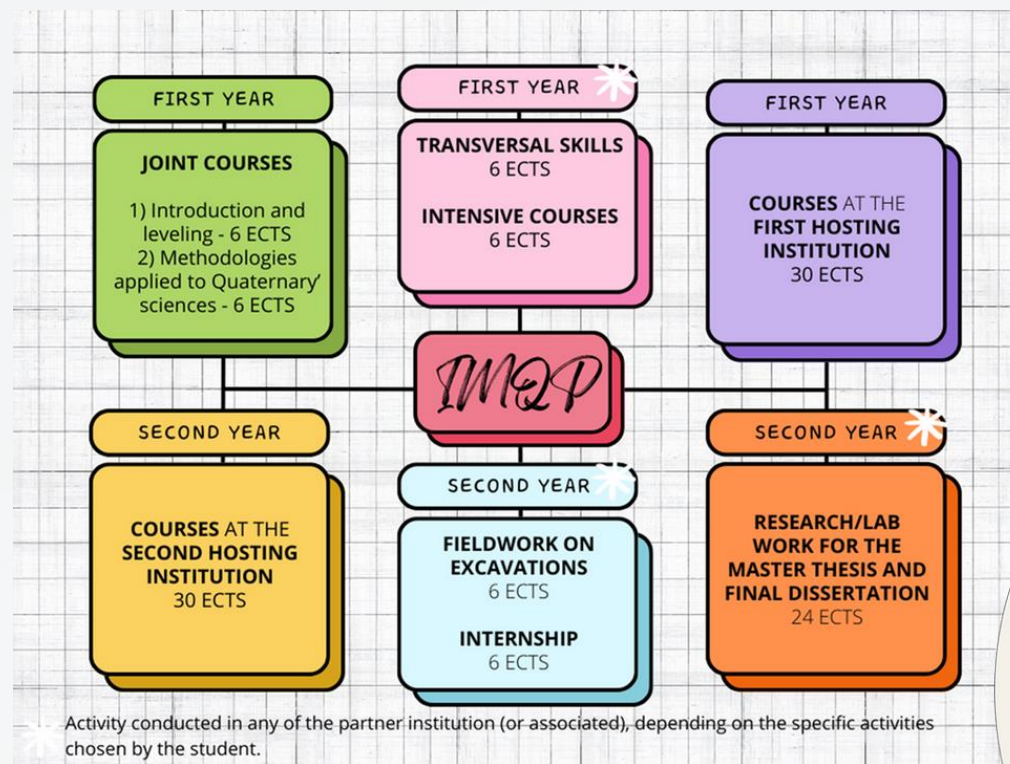 FIRST YEAR
JOINT COURSES
1) Introduction and
leveling - 6 ECTS
2) Methodologies
applied to Quaternary’
sciences - 6 ECTS
FIRST YEAR
TRANSVERSAL SKILLS
6 ECTS
INTENSIVE COURSES
6 ECTS
FIRST YEAR
COURSES AT THE
FIRST HOSTING
INSTITUTION
30 ECTS
IMQP
SECOND YEAR
COURSES AT THE
SECOND HOSTING
INSTITUTION
30 ECTS
SECOND YEAR
FIELDWORK ON
EXCAVATIONS
6 ECTS
INTERNSHIP
6 ECTS
SECOND YEAR
RESEARCH/LAB
WORK FOR THE
MASTER THESIS AND
FINAL DISSERTATION
24 ECTS
Activity conducted in any of the partner institution (or associated), depending on the specific activities
chosen by the student.